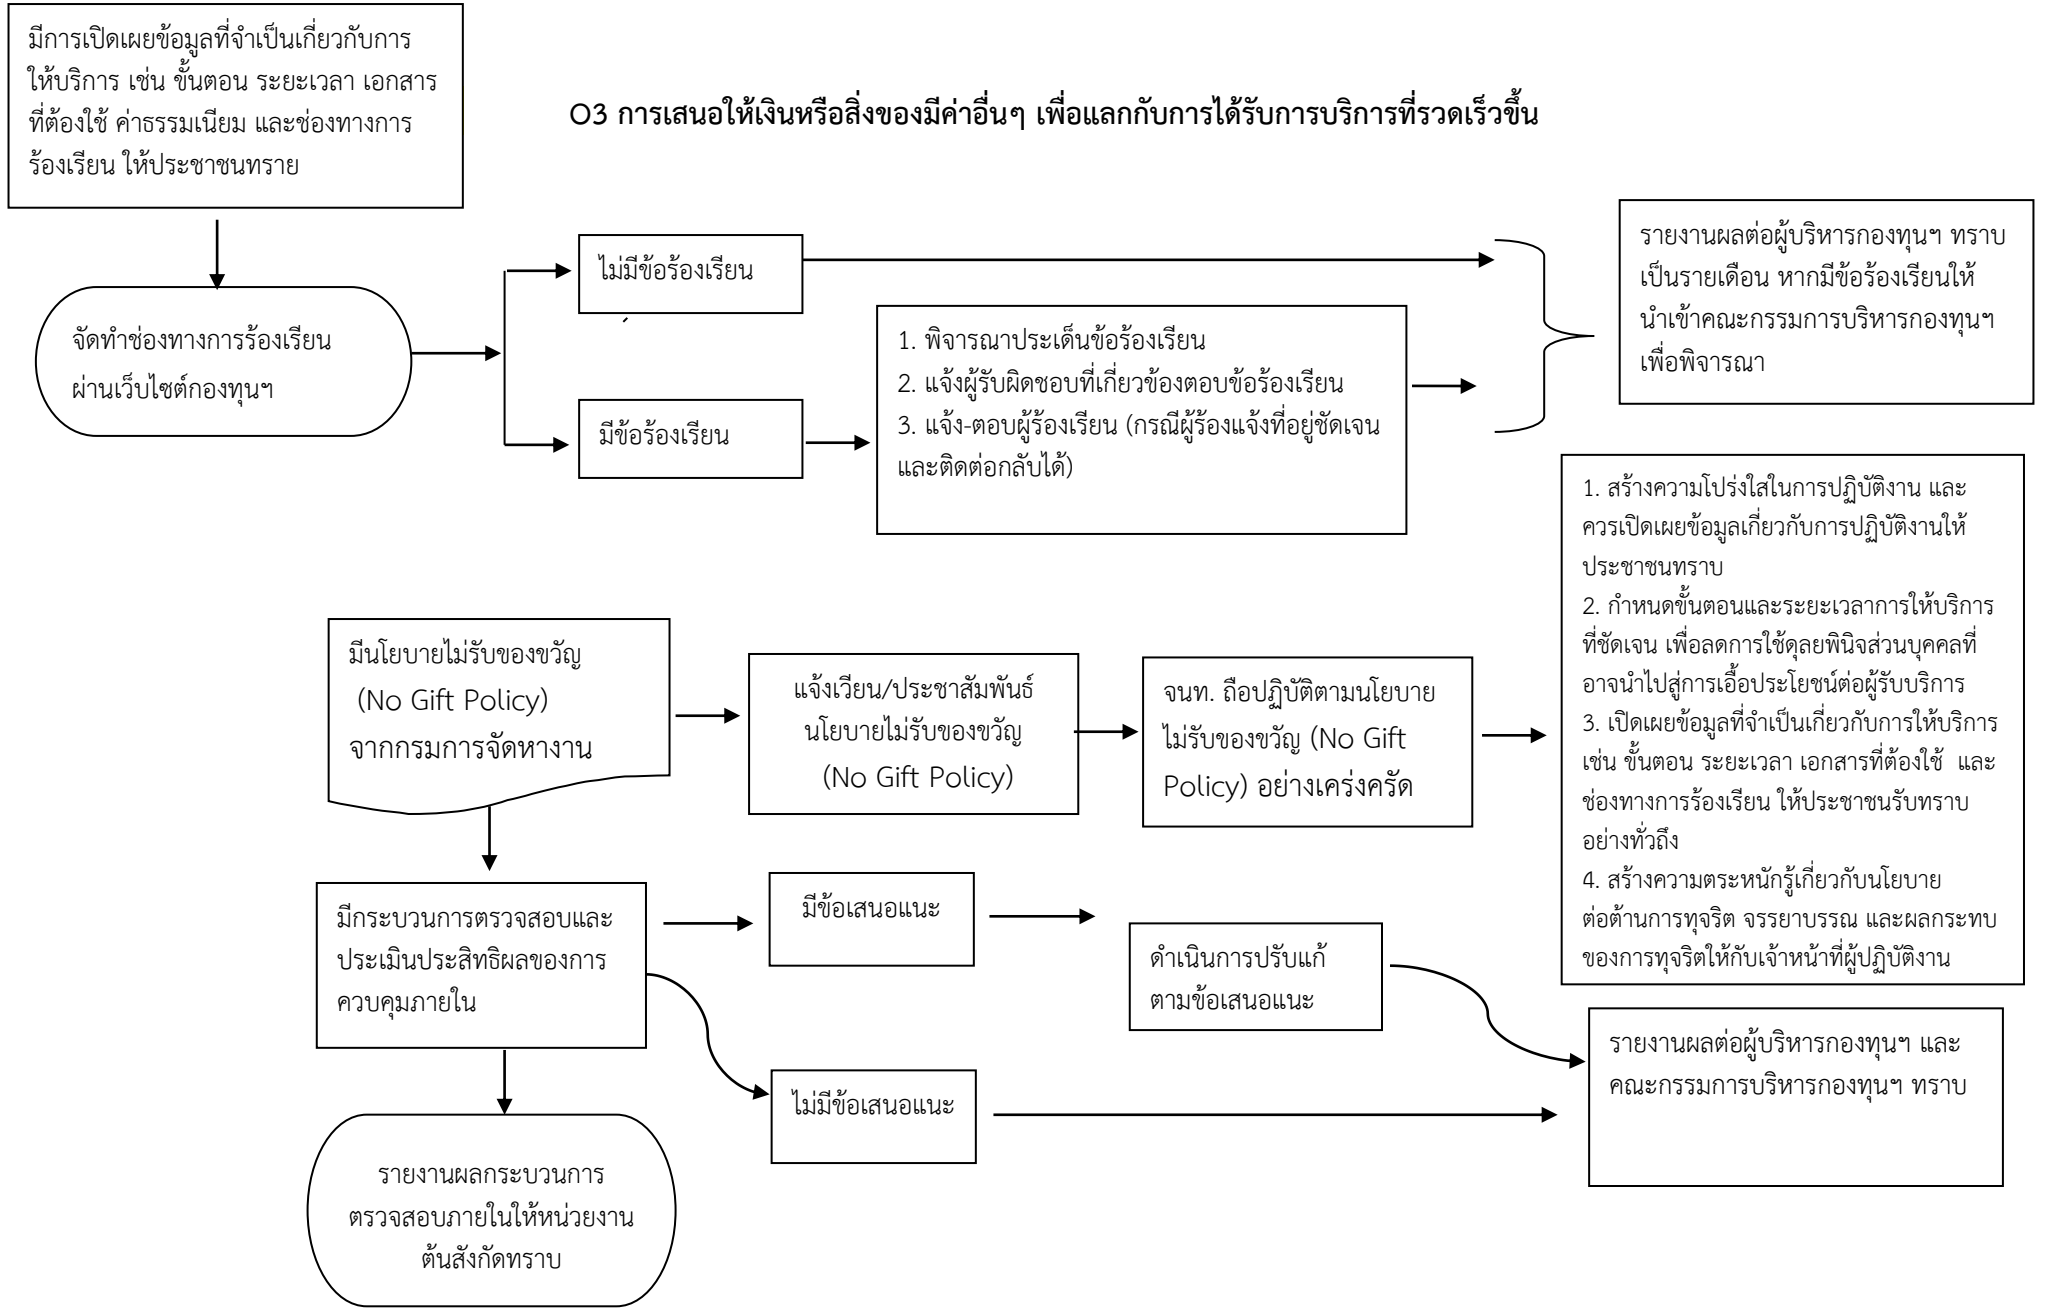 มีการเปิดเผยข้อมูลที่จำเป็นเกี่ยวกับการ
ให้บริการ เช่น ขั้นตอน ระยะเวลา เอกสาร
ที่ต้องใช้ ค่าธรรมเนียม และช่องทางการ
ร้องเรียน ให้ประชาชนทราย
O3 การเสนอให้เงินหรือสิ่งของมีค่าอื่นๆ เพื่อแลกกับการได้รับการบริการที่รวดเร็วขึ้น
จัดทำช่องทางการร้องเรียน
ผ่านเว็บไซต์กองทุนฯ
ไม่มีข้อร้องเรียน
มีข้อร้องเรียน
1. พิจารณาประเด็นข้อร้องเรียน
2. แจ้งผู้รับผิดชอบที่เกี่ยวข้องตอบข้อร้องเรียน
3. แจ้ง-ตอบผู้ร้องเรียน (กรณีผู้ร้องแจ้งที่อยู่ชัดเจน
และติดต่อกลับได้)
รายงานผลต่อผู้บริหารกองทุนฯ ทราบ
เป็นรายเดือน หากมีข้อร้องเรียนให้
นำเข้าคณะกรรมการบริหารกองทุนฯ
เพื่อพิจารณา
มีนโยบายไม่รับของขวัญ
(No Gift Policy)
จากกรมการจัดหางาน
แจ้งเวียน/ประชาสัมพันธ์
นโยบายไม่รับของขวัญ
(No Gift Policy)
จนท. ถือปฏิบัติตามนโยบาย
ไม่รับของขวัญ (No Gift
Policy) อย่างเคร่งครัด
1. สร้างความโปร่งใสในการปฏิบัติงาน และ
ควรเปิดเผยข้อมูลเกี่ยวกับการปฏิบัติงานให้
ประชาชนทราบ
2. กำหนดขั้นตอนและระยะเวลาการให้บริการ
ที่ชัดเจน เพื่อลดการใช้ดุลยพินิจส่วนบุคคลที่
อาจนำไปสู่การเอื้อประโยชน์ต่อผู้รับบริการ
3. เปิดเผยข้อมูลที่จำเป็นเกี่ยวกับการให้บริการ
เช่น ขั้นตอน ระยะเวลา เอกสารที่ต้องใช้ และ
ช่องทางการร้องเรียน ให้ประชาชนรับทราบ
อย่างทั่วถึง
4. สร้างความตระหนักรู้เกี่ยวกับนโยบาย
ต่อต้านการทุจริต จรรยาบรรณ และผลกระทบ
ของการทุจริตให้กับเจ้าหน้าที่ผู้ปฏิบัติงาน
มีกระบวนการตรวจสอบและ
ประเมินประสิทธิผลของการ
ควบคุมภายใน
มีข้อเสนอแนะ
ดำเนินการปรับแก้
ตามข้อเสนอแนะ
ไม่มีข้อเสนอแนะ
รายงานผลต่อผู้บริหารกองทุนฯ และ
คณะกรรมการบริหารกองทุนฯ ทราบ
รายงานผลกระบวนการ
ตรวจสอบภายในให้หน่วยงาน
ต้นสังกัดทราบ